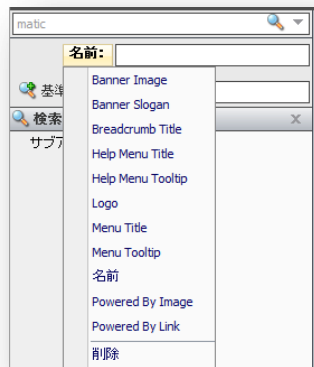 matic
名前:
Banner Image
Banner Slogan
Breadcrumb Title
Help Menu Title
Help Menu Tooltip
Logo
Menu Title
Menu Tooltip
名前
Powered By Image
Powered By Link
削除
基準
検索
サブ